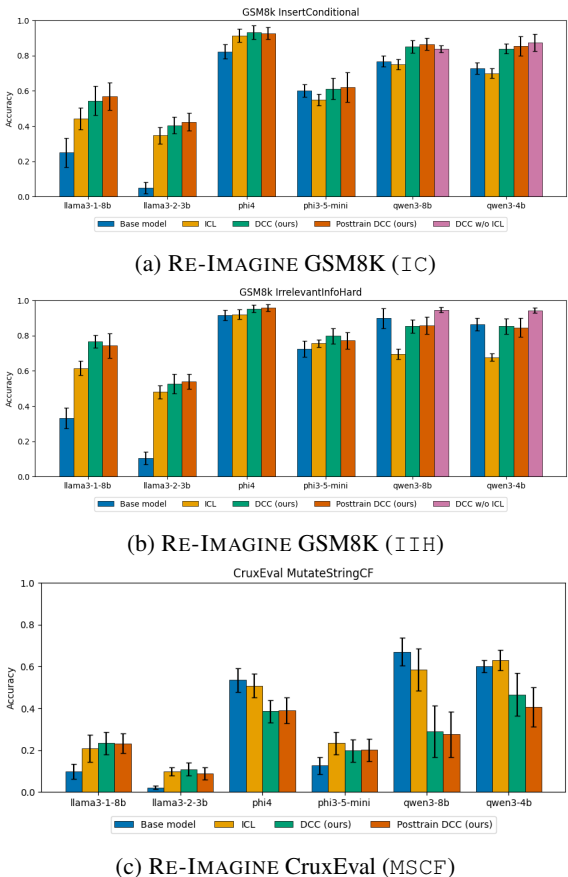 GSM8k InsertConditional
1.0
0.8
0.6
0.4
0.2
0.0
Accuracy
llama3-1-8b llama3-2-3b phi4 phi3-5-mini qwen3-8b qwen3-4b
Base model ICL DCC (ours) Posttrain DCC (ours) DCC w/o ICL
(a) RE-IMAGINE GSM8K (IC)
GSM8k IrrelevantInfoHard
1.0
0.8
0.6
0.4
0.2
0.0
Accuracy
llama3-1-8b llama3-2-3b phi4 phi3-5-mini qwen3-8b qwen3-4b
Base model ICL DCC (ours) Posttrain DCC (ours) DCC w/o ICL
(b) RE-IMAGINE GSM8K (IIH)
CruxEval MutateStringCF
1.0
0.8
0.6
0.4
0.2
0.0
Accuracy
llama3-1-8b llama3-2-3b phi4 phi3-5-mini qwen3-8b qwen3-4b
Base model ICL DCC (ours) Posttrain DCC (ours)
(c) RE-IMAGINE CruxEval (MSCF)